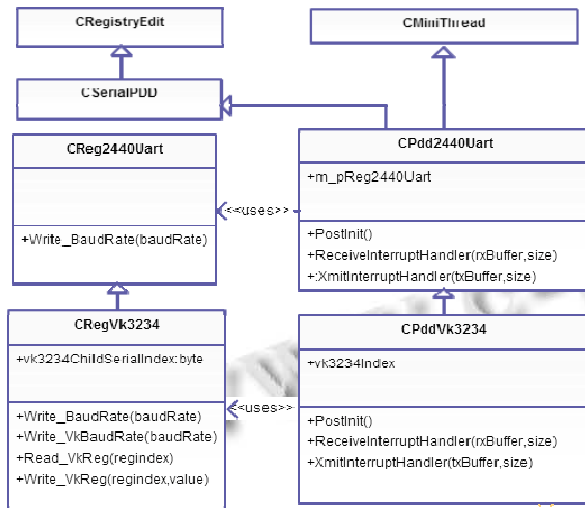 CRegistryEdit
CMiniThread
CSerialPDD
CReg2440Uart
+Write_BaudRate(baudRate)
<<uses>>
CPdd2440Uart
+m_pReg2440Uart
+PostInit()
+ReceiveInterruptHandler(rxBuffer,size)
+:XmitInterruptHandler(txBuffer,size)
CRegVk3234
+vk3234ChildSerialIndex:byte
+Write_BaudRate(baudRate)
+Write_VkBaudRate(baudRate)
+Read_VkReg(regindex)
+Write_VkReg(regindex,value)
<<uses>>
CPddVk3234
+vk3234Index
+PostInit()
+ReceiveInterruptHandler(rxBuffer,size)
+XmitInterruptHandler(txBuffer,size)